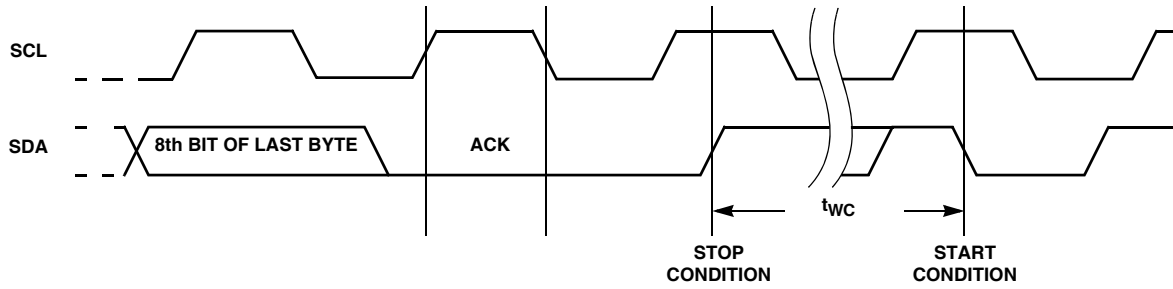 SCL
SDA
8th BIT OF LAST BYTE
ACK
tWC
STOP
CONDITION
START
CONDITION